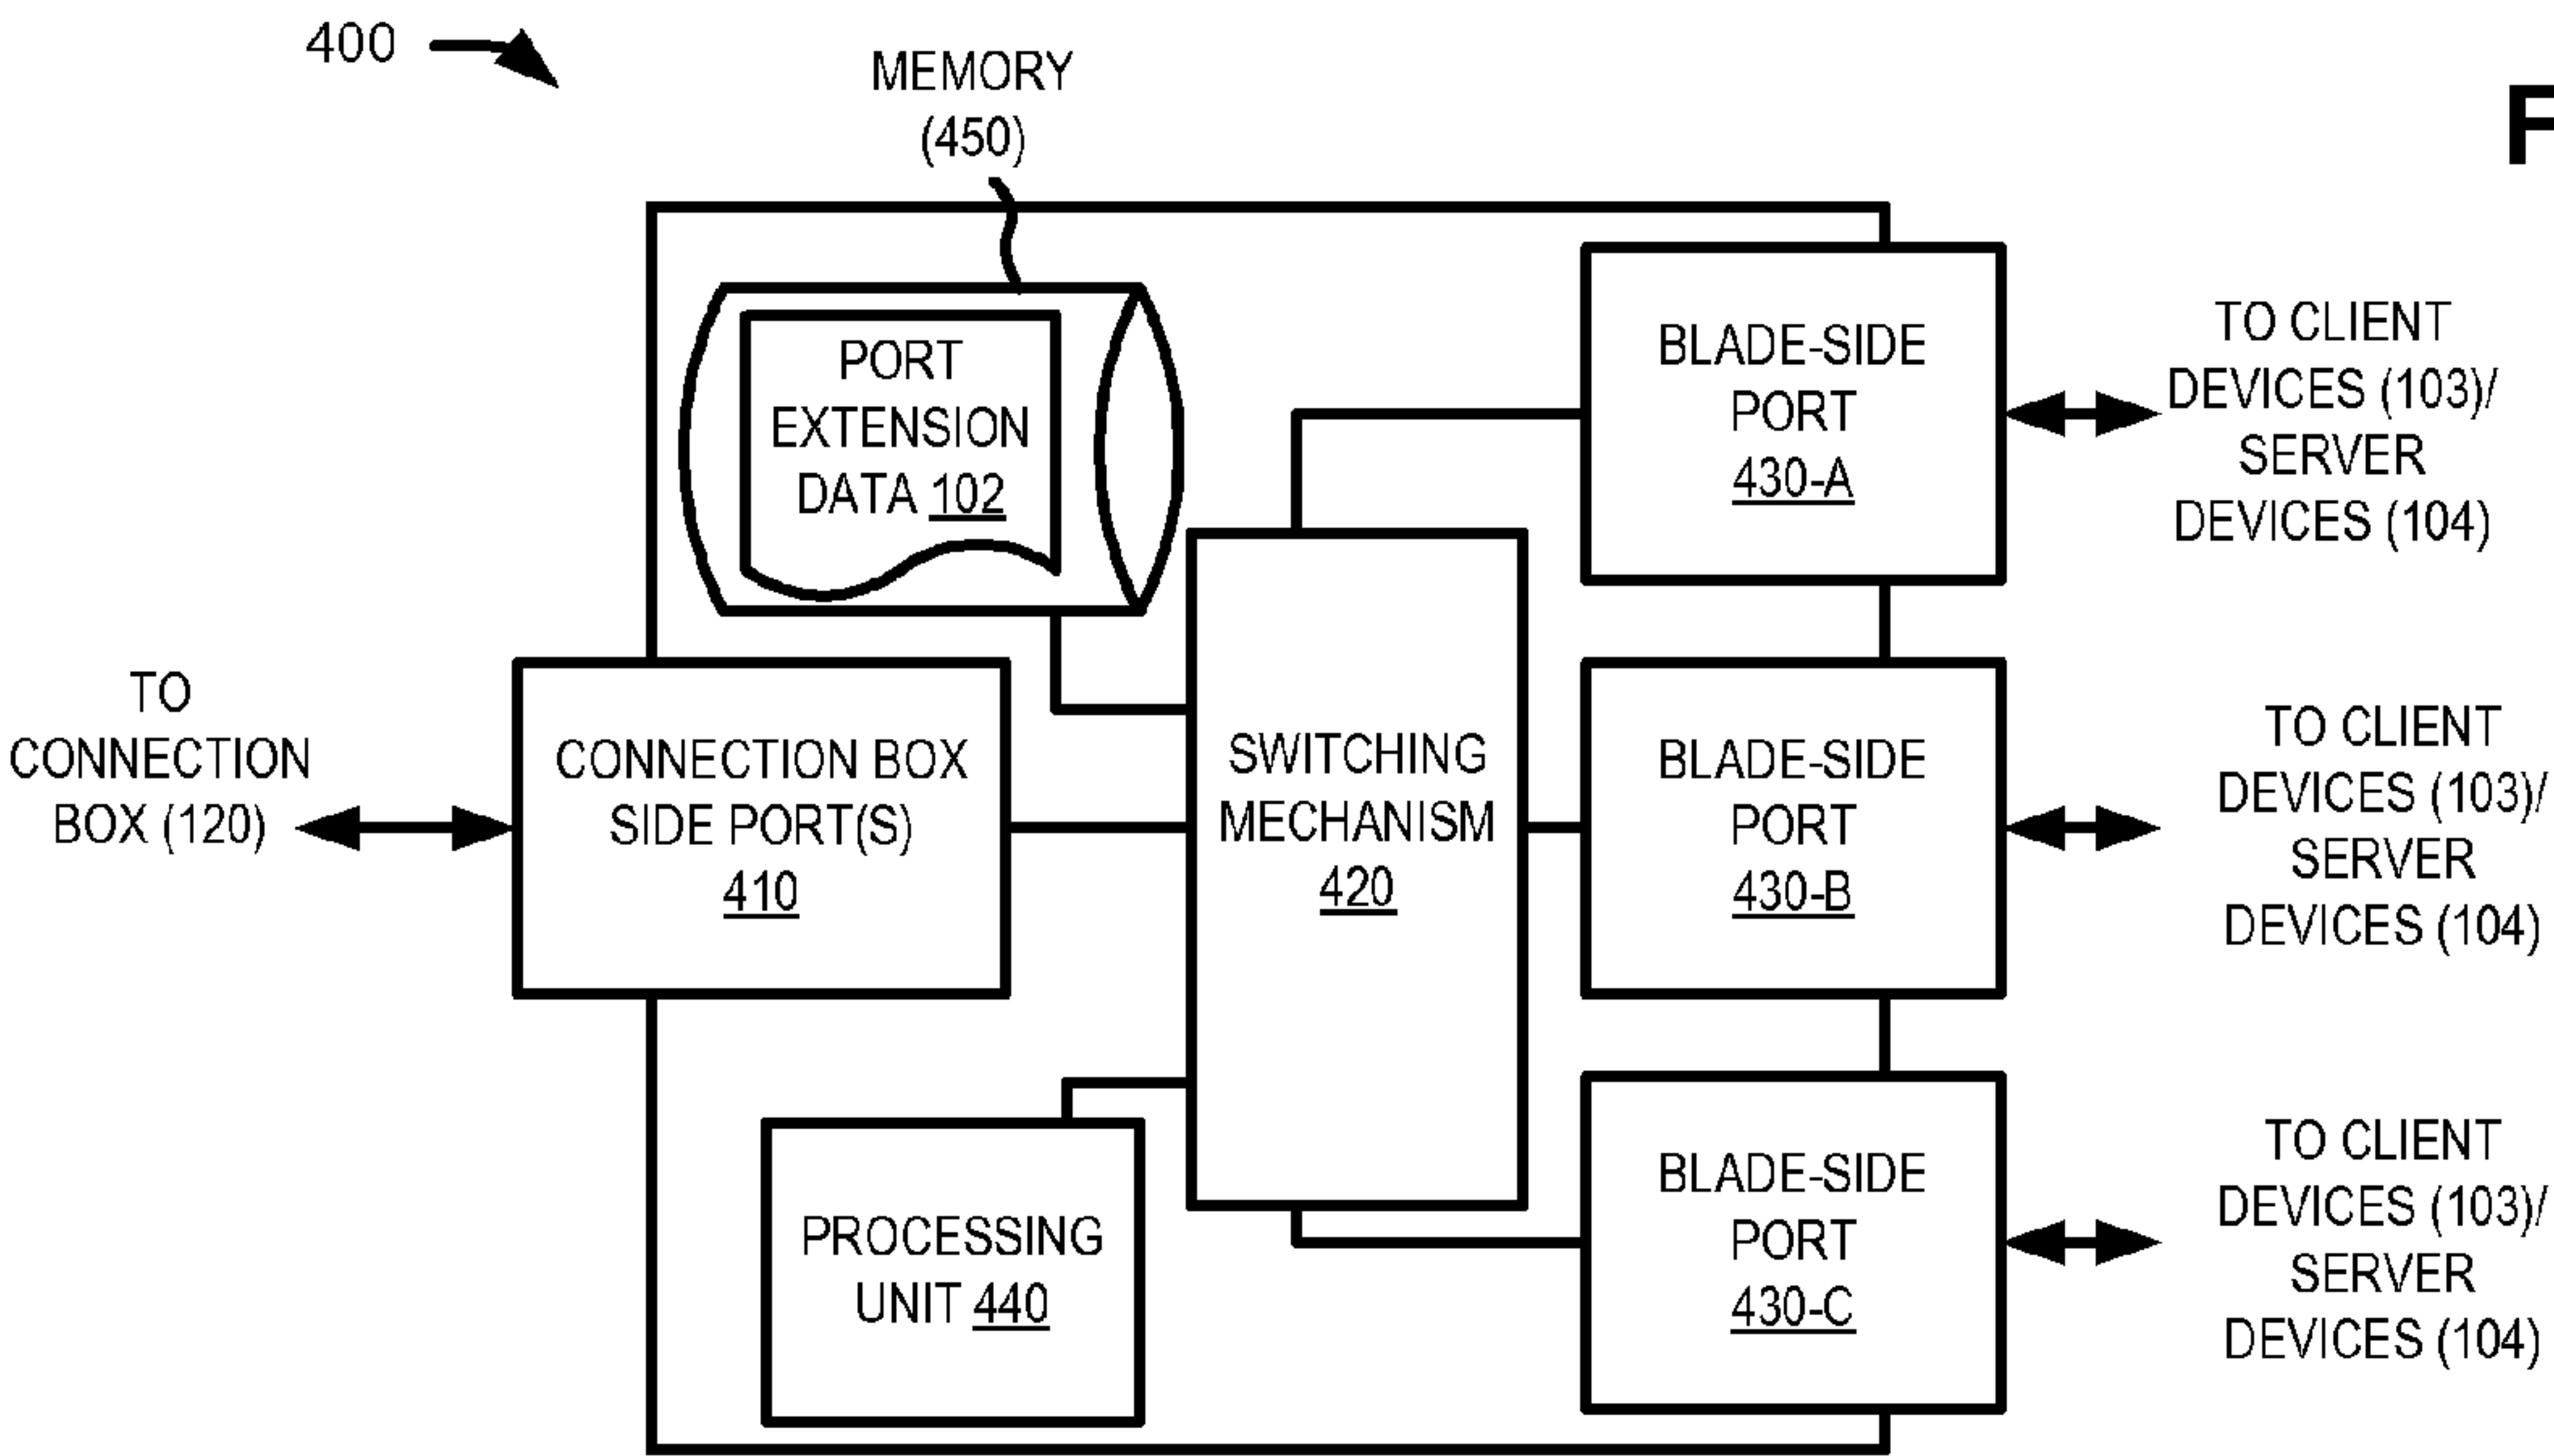 400
MEMORY
(450)
F
PORT
EXTENSION
DATA 102
BLADE-SIDE
PORT
430-A
TO CLIENT
DEVICES (103)/
SERVER
DEVICES (104)
TO
CONNECTION
BOX (120)
CONNECTION BOX
SIDE PORT(S)
410
SWITCHING
MECHANISM
420
BLADE-SIDE
PORT
430-B
TO CLIENT
DEVICES (103)/
SERVER
DEVICES (104)
PROCESSING
UNIT 440
BLADE-SIDE
PORT
430-C
TO CLIENT
DEVICES (103)/
SERVER
DEVICES (104)